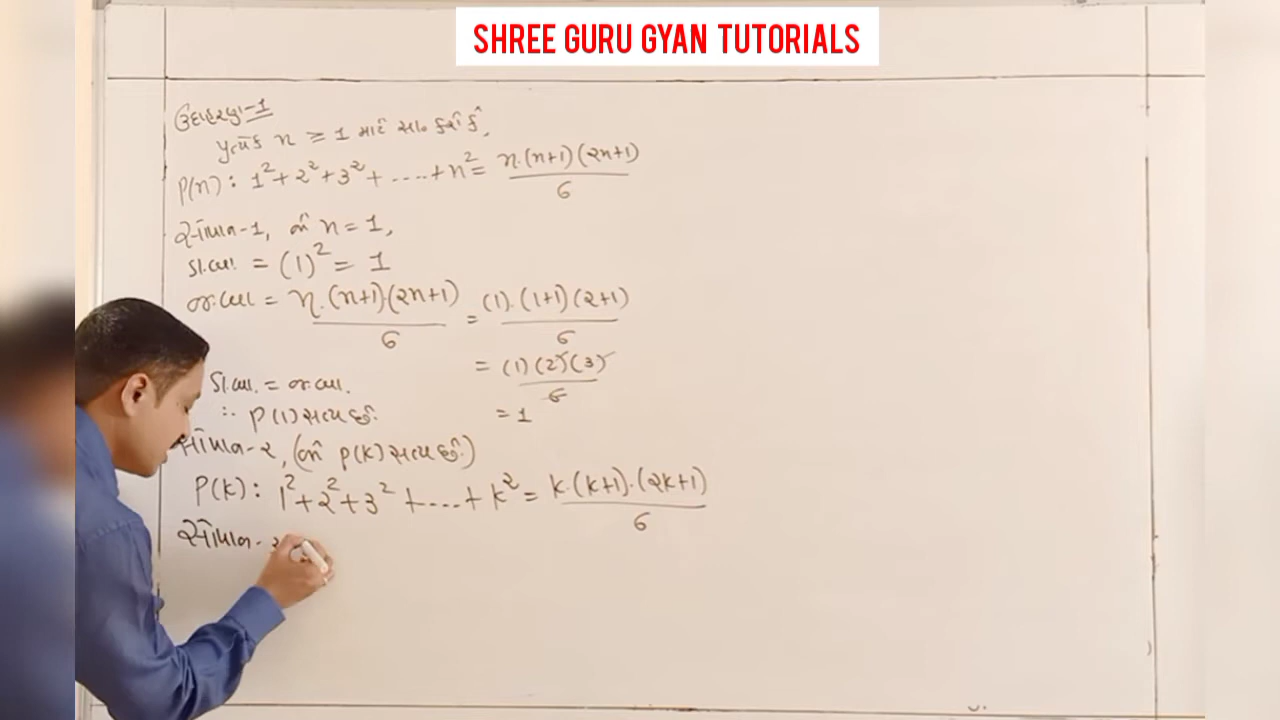 SHREE GURU GYAN TUTORIALS
ઉદાહરણ-1
પ્રત્યેક n ≥ 1 માટે સાબિત કરો કે,
P(n) : 1² + 2² + 3² + ..... + n² = n.(n+1)(2n+1) / 6
સોપાન-1, જો n = 1,
ડા.બા. = (1)² = 1
જ.બા = n.(n+1).(2n+1) / 6 = (1).(1+1)(2+1) / 6
= (1)(2)(3) / 6
ડા.બા. = જ.બા.
∴ P(1) સત્ય છે. = 1
સોપાન-૨, (જો P(k) સત્ય છે.)
P(k) : 1² + 2² + 3² + .... + k² = k.(k+1).(2k+1) / 6
સોપાન-